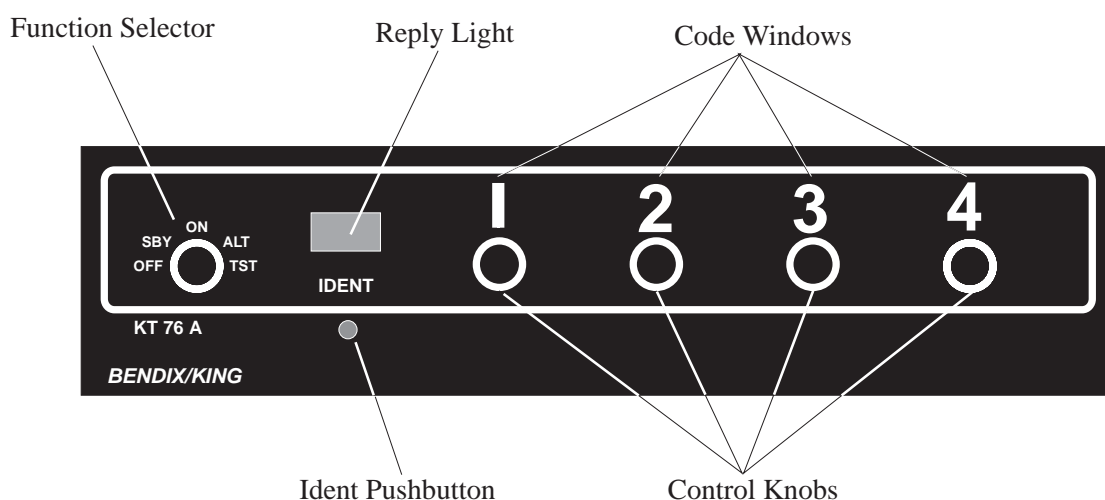 Function Selector Reply Light Code Windows
1 2 3 4
ON
SBY ALT
OFF TST
IDENT
KT 76 A
BENDIX/KING
Ident Pushbutton Control Knobs